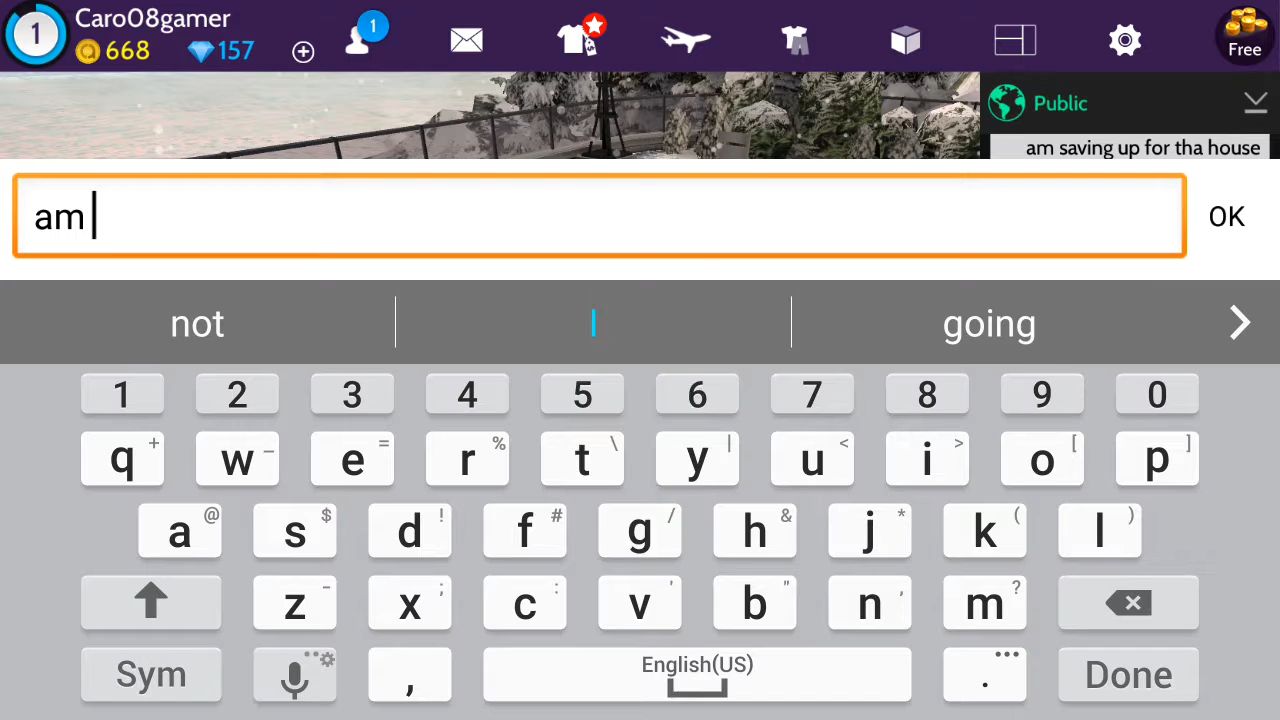 1 Caro08gamer
668 157
1
Free
Public
am saving up for tha house
am
OK
not I going
1 2 3 4 5 6 7 8 9 0
q + w _ e = r % t \ y | u < i > o [ p ]
a @ s $ d ! f # g / h & j * k ( l )
z - x ; c : v ' b " n , m ?
Sym , English(US) . Done